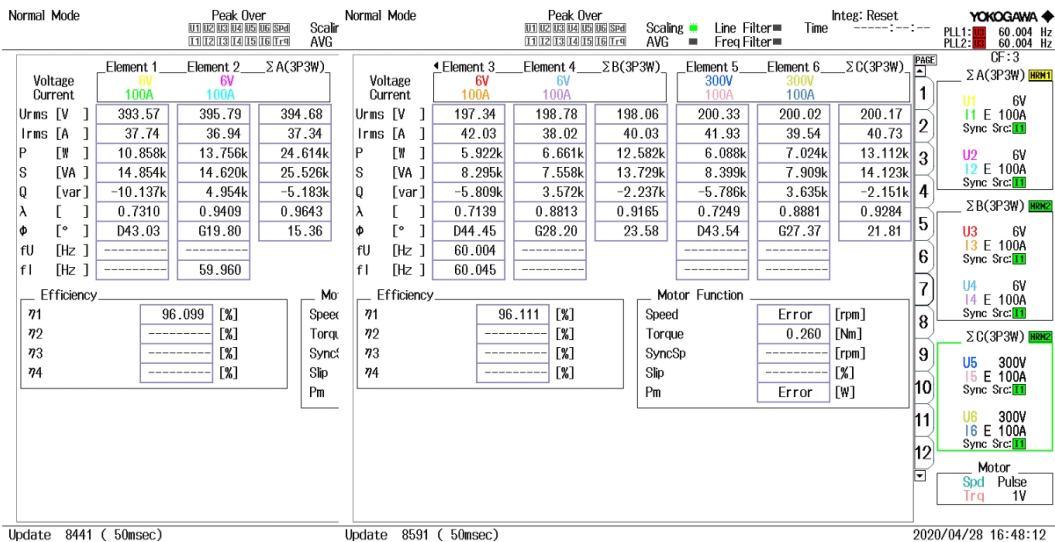 Normal Mode Peak Over Scalin
U1 U2 U3 U4 U5 U6 Spd
I1 I2 I3 I4 I5 I6 Trq AVG
Element 1 Element 2 ΣA(3P3W)
Voltage 6V 6V
Current 100A 100A
Urms [V ] 393.57 395.79 394.68
Irms [A ] 37.74 36.94 37.34
P [W ] 10.858k 13.756k 24.614k
S [VA ] 14.854k 14.620k 25.526k
Q [var] -10.137k 4.954k -5.183k
λ [ ] 0.7310 0.9409 0.9643
Φ [° ] D43.03 G19.80 15.36
fU [Hz ] --------- ---------
fI [Hz ] --------- 59.960
Efficiency Mo
η1 96.099 [%] Speed
η2 --------- [%] Torqu
η3 --------- [%] SyncS
η4 --------- [%] Slip
Pm
Update 8441 ( 50msec)
Normal Mode Peak Over Scaling Line Filter Time -----:--:-- Integ: Reset YOKOGAWA
U1 U2 U3 U4 U5 U6 Spd
I1 I2 I3 I4 I5 I6 Trq AVG Freq Filter
PLL1: U3 60.004 Hz
PLL2: U3 60.004 Hz
Element 3 Element 4 ΣB(3P3W) Element 5 Element 6 ΣC(3P3W)
Voltage 6V 6V 300V 300V
Current 100A 100A 100A 100A
Urms [V ] 197.34 198.78 198.06 200.33 200.02 200.17
Irms [A ] 42.03 38.02 40.03 41.93 39.54 40.73
P [W ] 5.922k 6.661k 12.582k 6.088k 7.024k 13.112k
S [VA ] 8.295k 7.558k 13.729k 8.399k 7.909k 14.123k
Q [var] -5.809k 3.572k -2.237k -5.786k 3.635k -2.151k
λ [ ] 0.7139 0.8813 0.9165 0.7249 0.8881 0.9284
Φ [° ] D44.45 G28.20 23.58 D43.54 G27.37 21.81
fU [Hz ] 60.004 --------- --------- ---------
fI [Hz ] 60.045 --------- --------- ---------
Efficiency
η1 96.111 [%]
η2 --------- [%]
η3 --------- [%]
η4 --------- [%]
Motor Function
Speed Error [rpm]
Torque 0.260 [Nm]
SyncSp --------- [rpm]
Slip --------- [%]
Pm Error [W]
PAGE
1
2
3
4
5
6
7
8
9
10
11
12
CF:3
ΣA(3P3W) HRM1
U1 6V
I1 E 100A
Sync Src:I1
U2 6V
I2 E 100A
Sync Src:I1
ΣB(3P3W) HRM2
U3 6V
I3 E 100A
Sync Src:I1
U4 6V
I4 E 100A
Sync Src:I1
ΣC(3P3W) HRM2
U5 300V
I5 E 100A
Sync Src:I1
U6 300V
I6 E 100A
Sync Src:I1
Motor
Spd Pulse
Trq 1V
Update 8591 ( 50msec) 2020/04/28 16:48:12